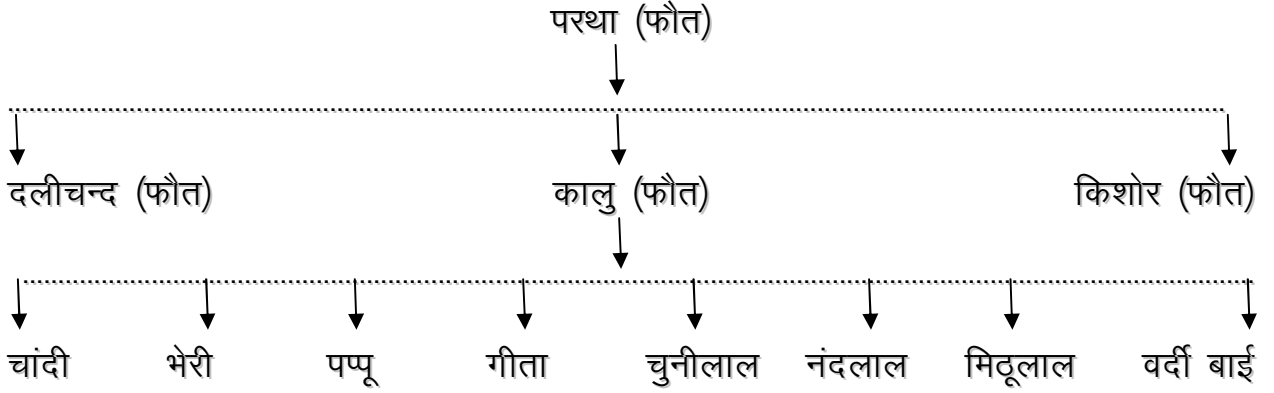 परथा (फौत)
दलीचन्द (फौत) कालु (फौत) किशोर (फौत)
चांदी भेरी पप्पू गीता चुनीलाल नंदलाल मिठूलाल वर्दी बाई